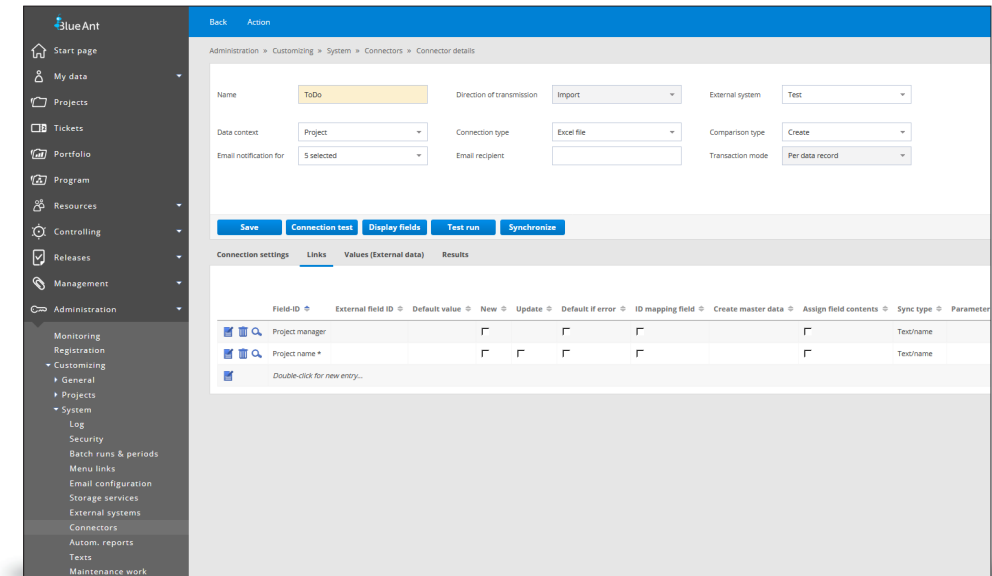 BlueAnt
Back Action
Start page
My data
Projects
Tickets
Portfolio
Program
Resources
Controlling
Releases
Management
Administration
Monitoring
Registration
Customizing
General
Projects
System
Log
Security
Batch runs & periods
Menu links
Email configuration
Storage services
External systems
Connectors
Autom. reports
Texts
Maintenance work
Administration » Customizing » System » Connectors » Connector details
Name ToDo Direction of transmission Import External system Test
Data context Project Connection type Excel file Comparison type Create
Email notification for 5 selected Email recipient Transaction mode Per data record
Save Connection test Display fields Test run Synchronize
Connection settings Links Values (External data) Results
Field-ID External field ID Default value New Update Default if error ID mapping field Create master data Assign field contents Sync type Parameter
Project manager Text/name
Project name * Text/name
Double-click for new entry...